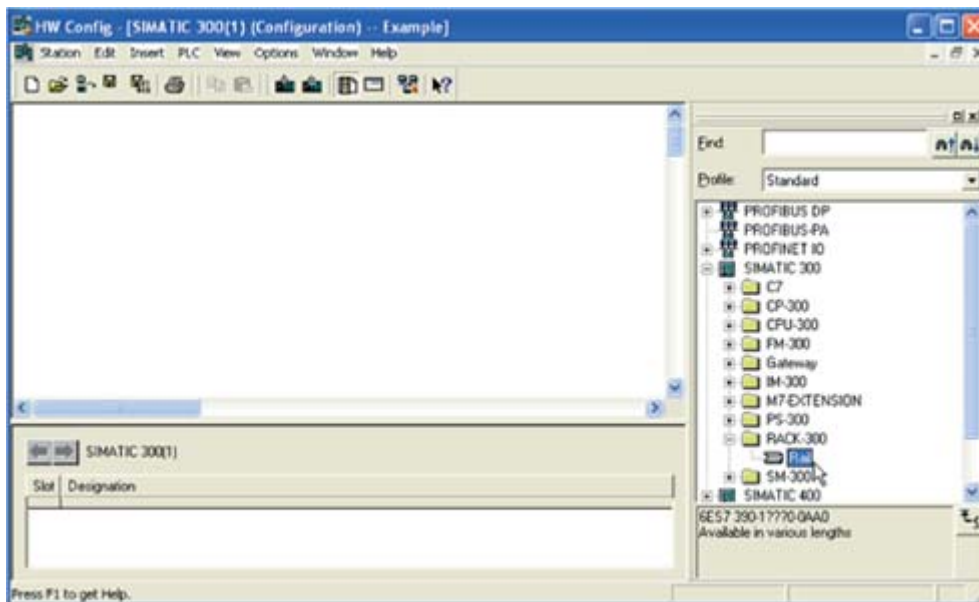 HW Config - [SIMATIC 300(1) (Configuration) -- Example]
Station Edit Insert PLC View Options Window Help
Find:
Profile: Standard
PROFIBUS DP
PROFIBUS-PA
PROFINET IO
SIMATIC 300
C7
CP-300
CPU-300
FM-300
Gateway
IM-300
M7-EXTENSION
PS-300
RACK-300
Rail
SM-300
SIMATIC 400
SIMATIC 300(1)
Slot Designation
6ES7 390-1???0-0AA0
Available in various lengths
Press F1 to get Help.